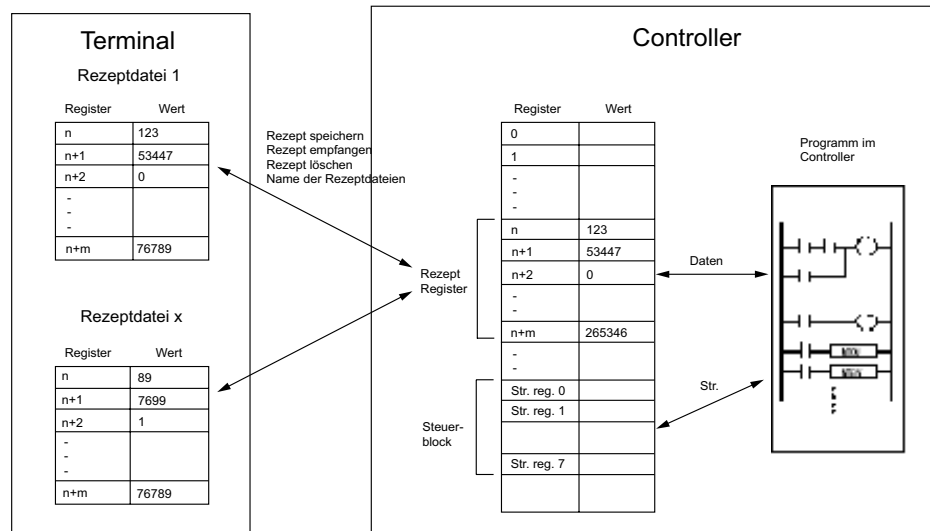 Terminal
Rezeptdatei 1
Register Wert
n 123
n+1 53447
n+2 0
-
-
-
n+m 76789
Rezeptdatei x
Register Wert
n 89
n+1 7699
n+2 1
-
-
-
n+m 76789
Rezept speichern
Rezept empfangen
Rezept löschen
Name der Rezeptdateien
Controller
Register Wert
0
1
-
-
-
n 123
n+1 53447
n+2 0
-
-
n+m 265346
-
-
Str. reg. 0
Str. reg. 1
Str. reg. 7
Rezept
Register
Steuer-
block
Daten
Str.
Programm im
Controller